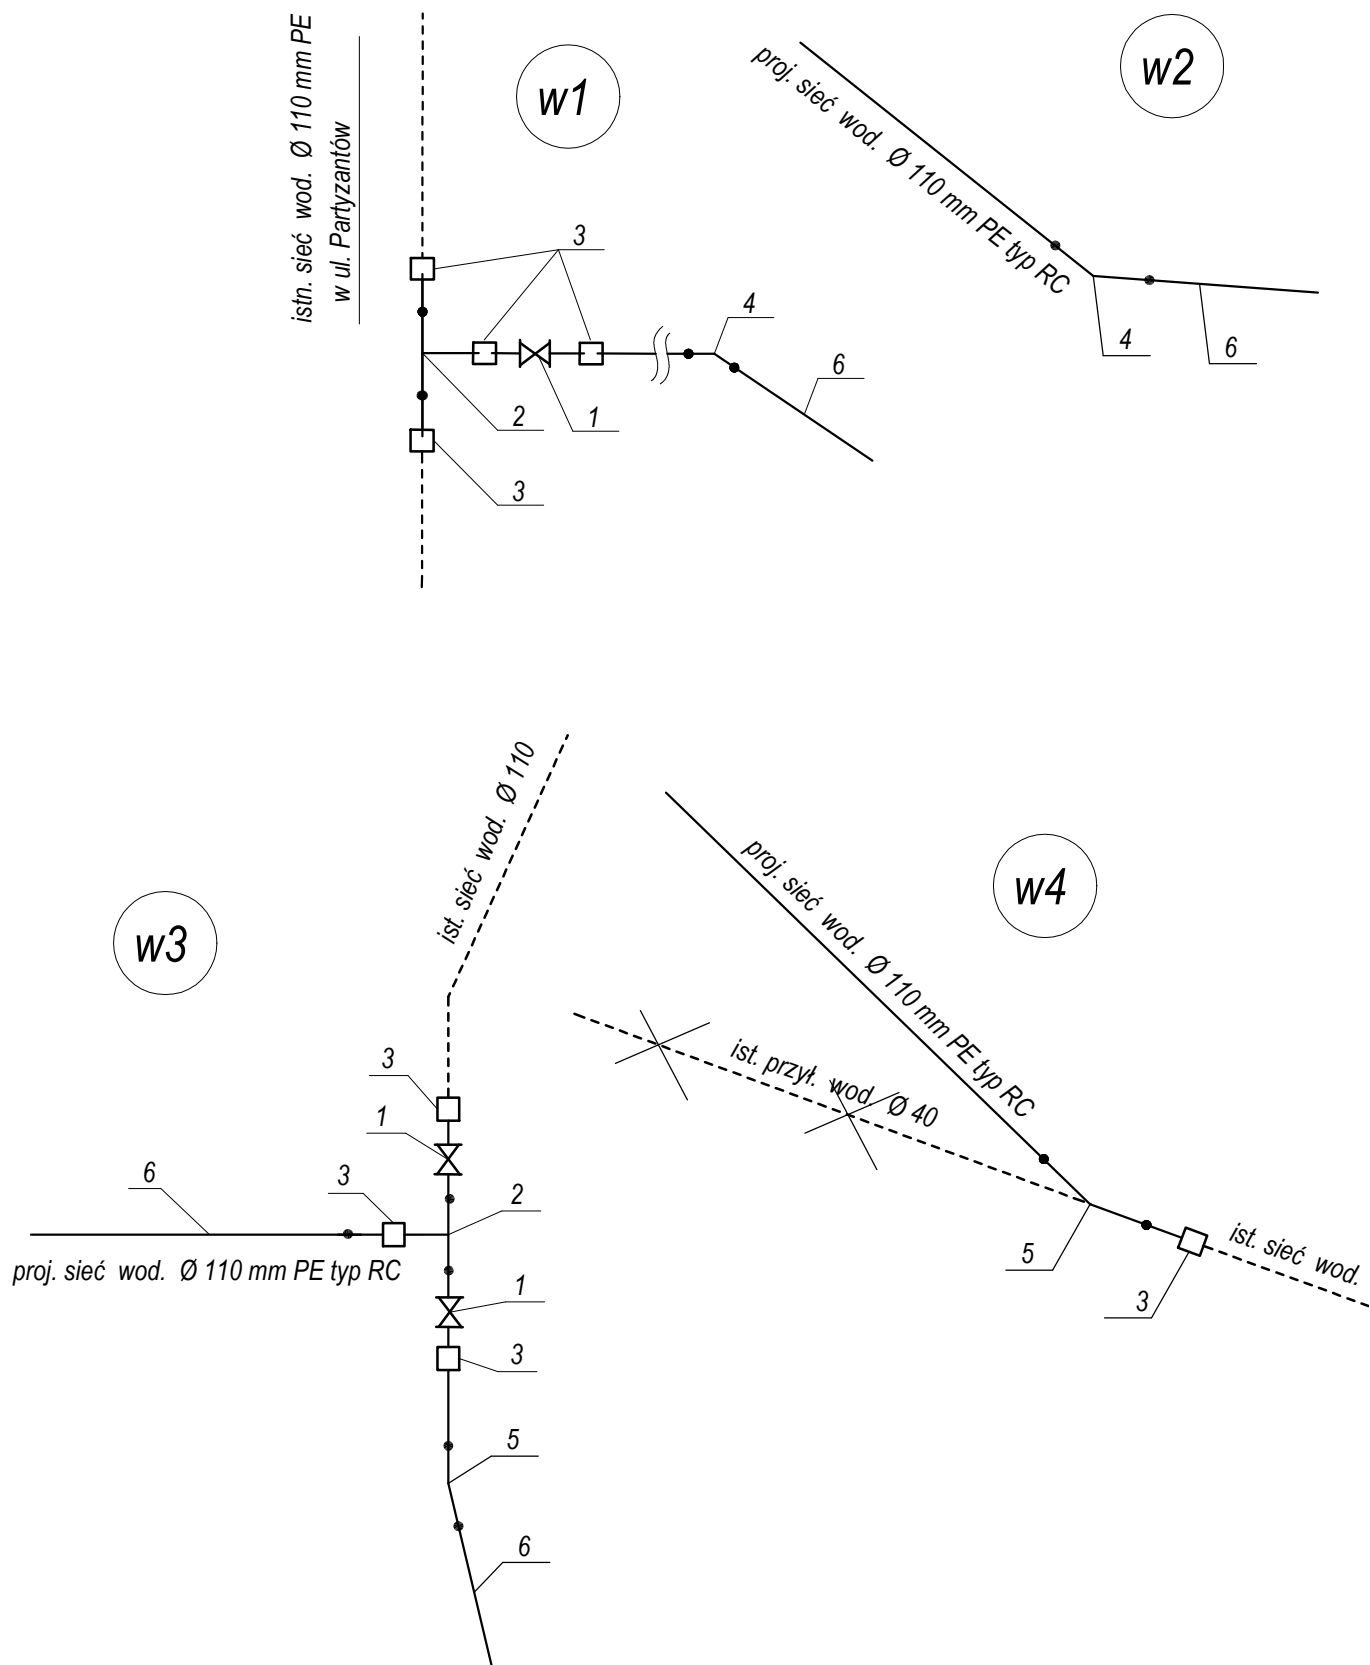 istn. sieć wod. Ø 110 mm PE
w ul. Partyzantów
w1
3
4
6
2
1
3
w2
proj. sieć wod. Ø 110 mm PE typ RC
4
6
w3
ist. sieć wod. Ø 110
3
1
6
3
2
proj. sieć wod. Ø 110 mm PE typ RC
1
3
5
6
w4
proj. sieć wod. Ø 110 mm PE typ RC
ist. przył. wod. Ø 40
5
3
ist. sieć wod.